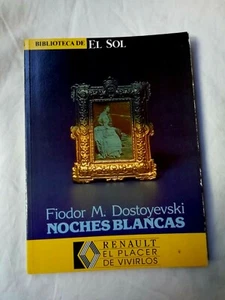 BIBLIOTECA DE EL SOL
Fiodor M. Dostoyevski
NOCHES BLANCAS
RENAULT
EL PLACER
DE VIVIRLOS